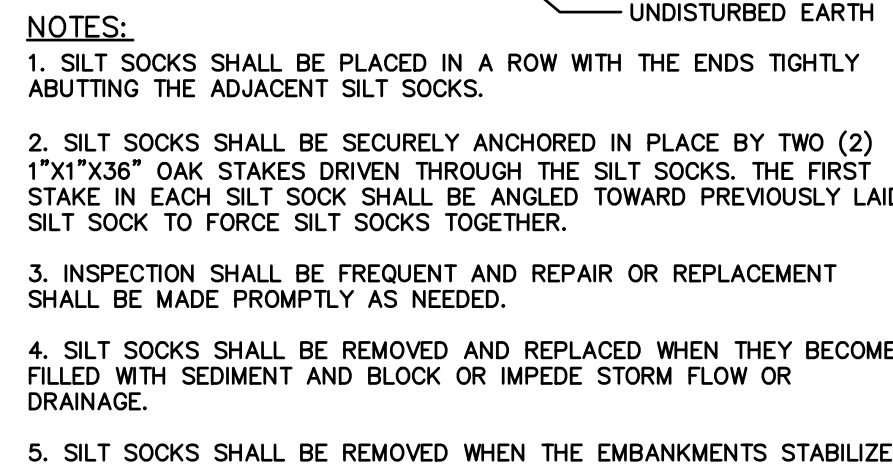 UNDISTURBED EARTH
NOTES:
1. SILT SOCKS SHALL BE PLACED IN A ROW WITH THE ENDS TIGHTLY
ABUTTING THE ADJACENT SILT SOCKS.
2. SILT SOCKS SHALL BE SECURELY ANCHORED IN PLACE BY TWO (2)
1"X1"X36" OAK STAKES DRIVEN THROUGH THE SILT SOCKS. THE FIRST
STAKE IN EACH SILT SOCK SHALL BE ANGLED TOWARD PREVIOUSLY LAID
SILT SOCK TO FORCE SILT SOCKS TOGETHER.
3. INSPECTION SHALL BE FREQUENT AND REPAIR OR REPLACEMENT
SHALL BE MADE PROMPTLY AS NEEDED.
4. SILT SOCKS SHALL BE REMOVED AND REPLACED WHEN THEY BECOME
FILLED WITH SEDIMENT AND BLOCK OR IMPEDE STORM FLOW OR
DRAINAGE.
5. SILT SOCKS SHALL BE REMOVED WHEN THE EMBANKMENTS STABILIZE